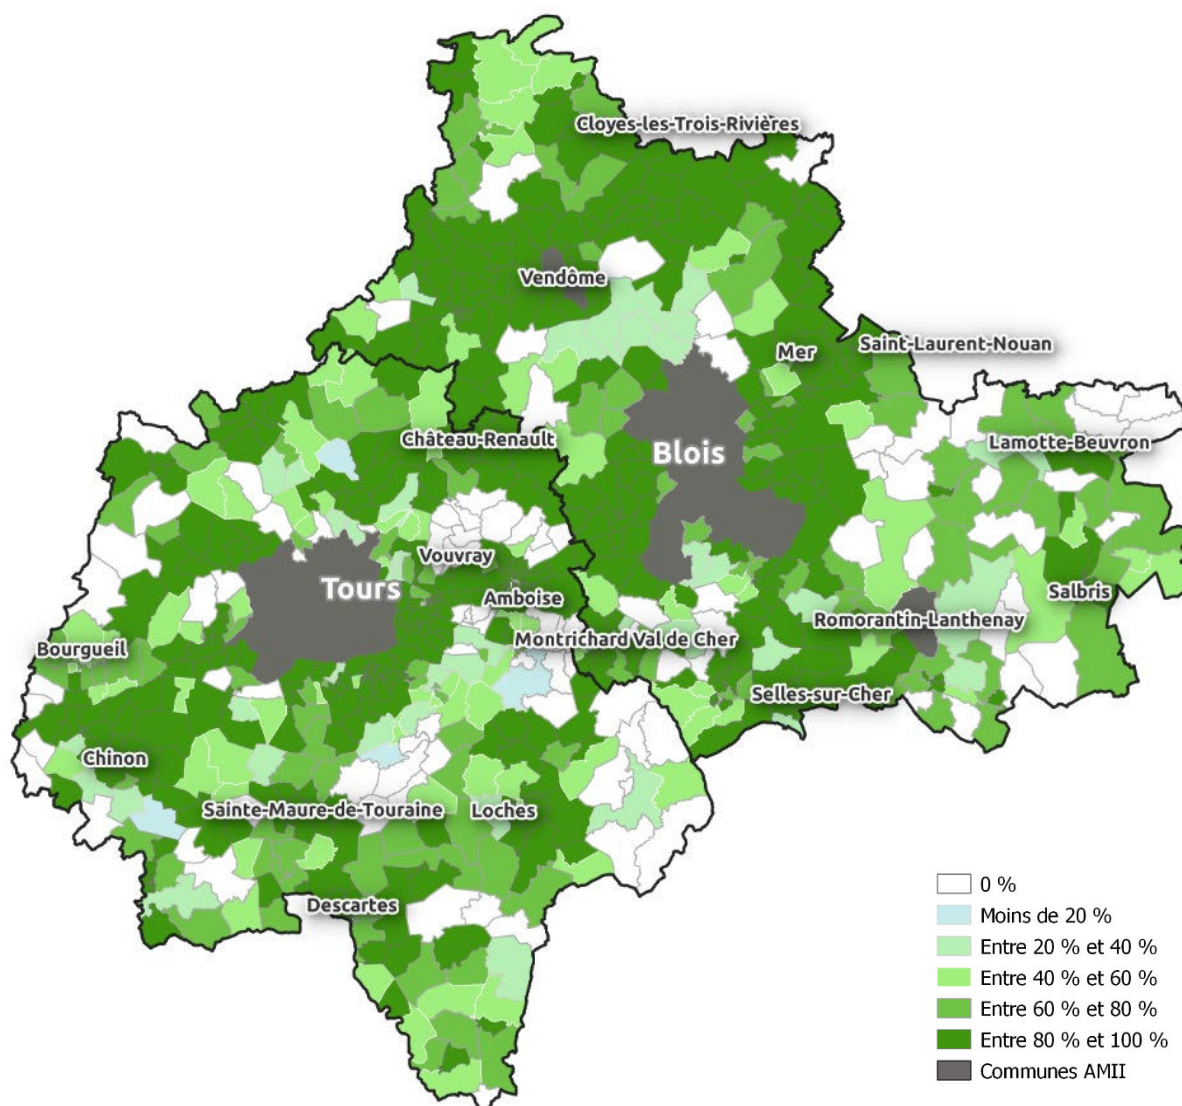 Cloyes-les-Trois-Rivières
Vendôme
Mer
Saint-Laurent-Nouan
Château-Renault
Blois
Lamotte-Beuvron
Vouvray
Tours
Amboise
Salbris
Romorantin-Lanthenay
Montrichard Val de Cher
Bourgueil
Selles-sur-Cher
Chinon
Sainte-Maure-de-Touraine
Loches
Descartes
0 %
Moins de 20 %
Entre 20 % et 40 %
Entre 40 % et 60 %
Entre 60 % et 80 %
Entre 80 % et 100 %
Communes AMII